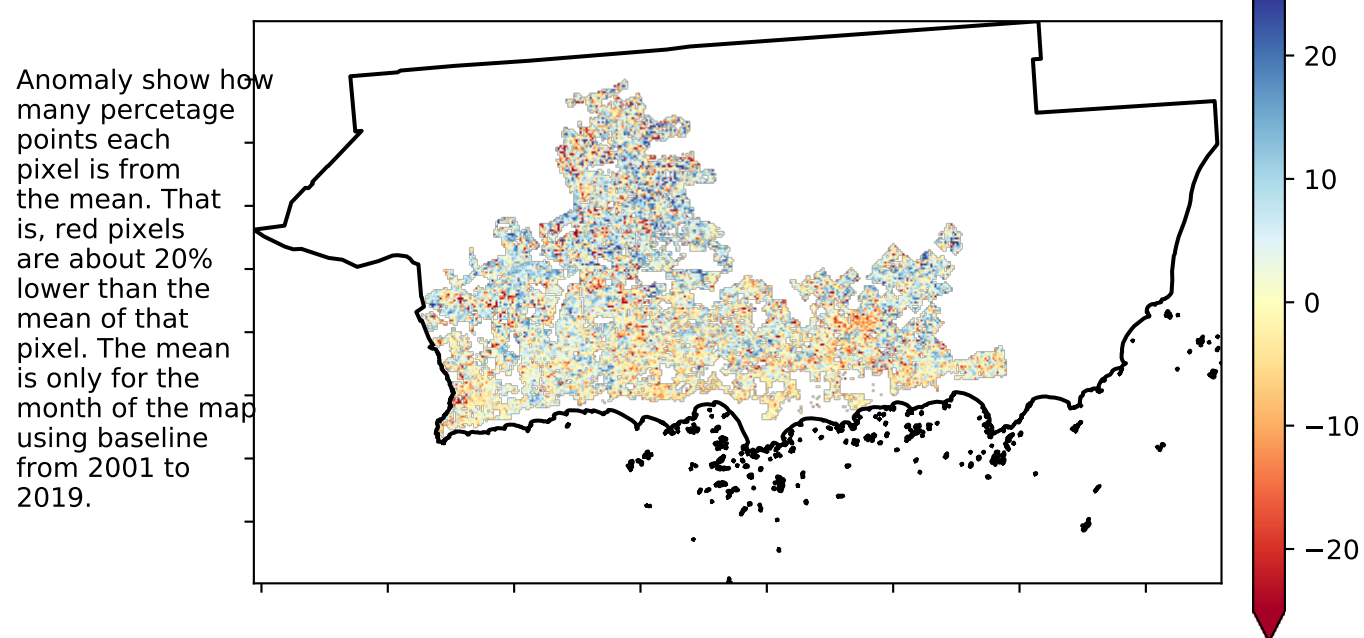 Anomaly show how
many percetage
points each
pixel is from
the mean. That
is, red pixels
are about 20%
lower than the
mean of that
pixel. The mean
is only for the
month of the map
using baseline
from 2001 to
2019.
20
10
0
−10
−20